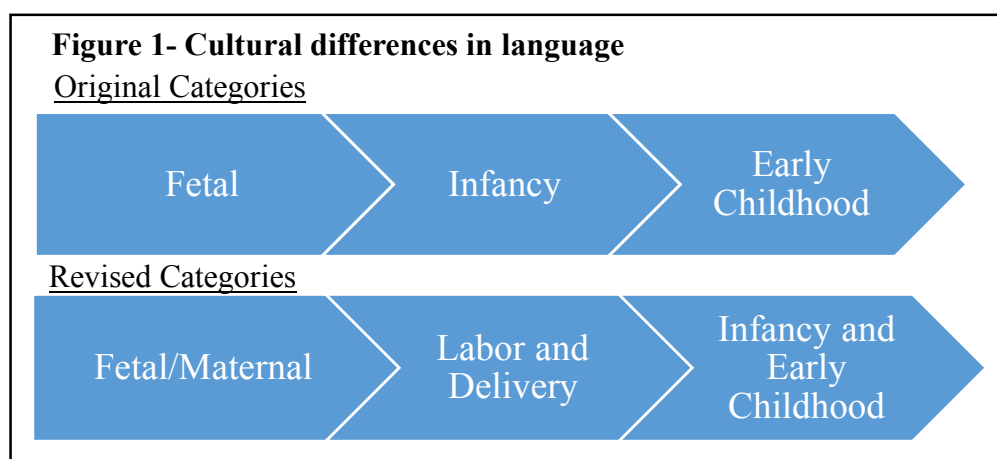 Figure 1- Cultural differences in language
Original Categories
Fetal
Infancy
Early
Childhood
Revised Categories
Fetal/Maternal
Labor and
Delivery
Infancy and
Early
Childhood